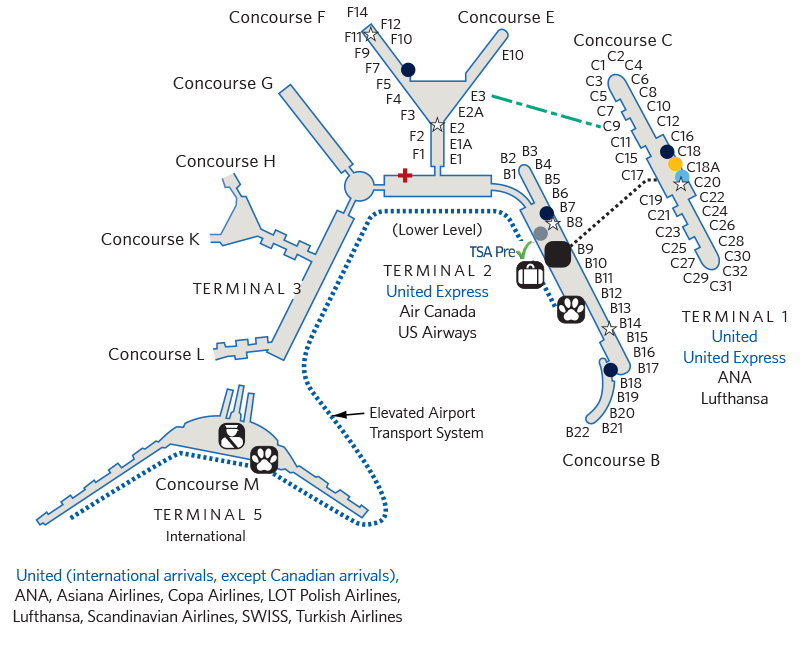 Concourse F
F14
F12
F11
F10
F9
F7
F5
F4
F3
F2
F1
Concourse E
E10
E3
E2A
E2
E1A
E1
Concourse C
C1
C2
C4
C3
C6
C5
C8
C7
C10
C9
C12
C11
C16
C15
C18
C17
C18A
C20
C19
C22
C21
C24
C23
C26
C25
C28
C27
C30
C29
C32
C31
Concourse G
Concourse H
Concourse K
TERMINAL 3
Concourse L
B2
B3
B1
B4
B5
B6
B7
B8
B9
B10
B11
B12
B13
B14
B15
B16
B17
B18
B19
B20
B21
B22
Concourse B
(Lower Level)
TSA Pre
TERMINAL 2
United Express
Air Canada
US Airways
TERMINAL 1
United
United Express
ANA
Lufthansa
Elevated Airport
Transport System
Concourse M
TERMINAL 5
International
United (international arrivals, except Canadian arrivals),
ANA, Asiana Airlines, Copa Airlines, LOT Polish Airlines,
Lufthansa, Scandinavian Airlines, SWISS, Turkish Airlines